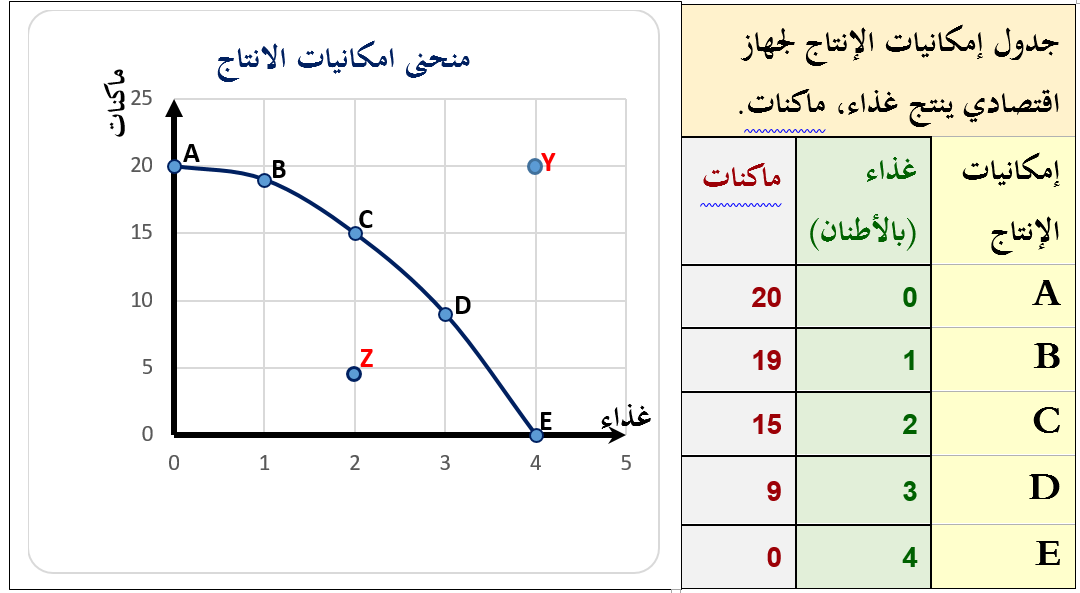 جدول إمكانيات الإنتاج لجهاز
اقتصادي ينتج غذاء، ماكنات.
إمكانيات الإنتاج
غذاء (بالأطنان)
ماكنات
A 0 20
B 1 19
C 2 15
D 3 9
E 4 0
منحنى امكانيات الانتاج
ماكنات
25
20
15
10
5
0
A
B
C
D
E
Y
Z
غذاء
0 1 2 3 4 5